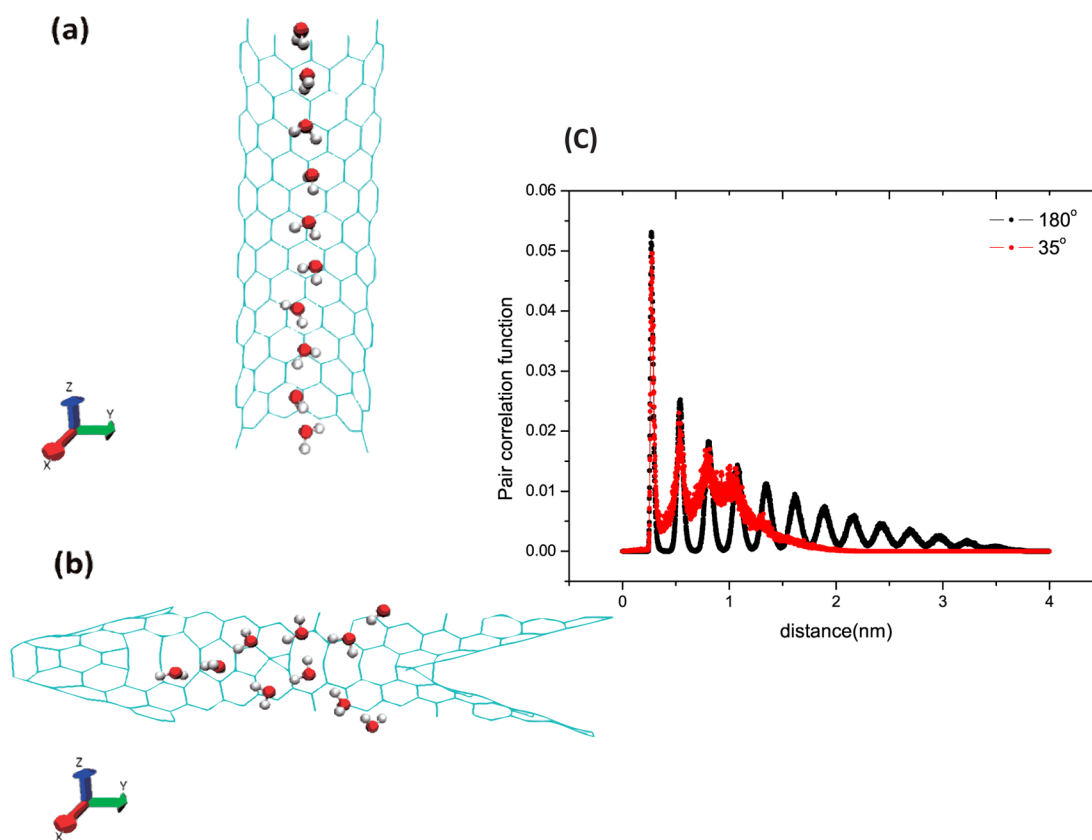 (a)
Z
Y
X
(b)
Z
Y
X
(C)
0.06
0.05
0.04
0.03
0.02
0.01
0.00
Pair correlation function
180°
35°
0
1
2
3
4
distance(nm)